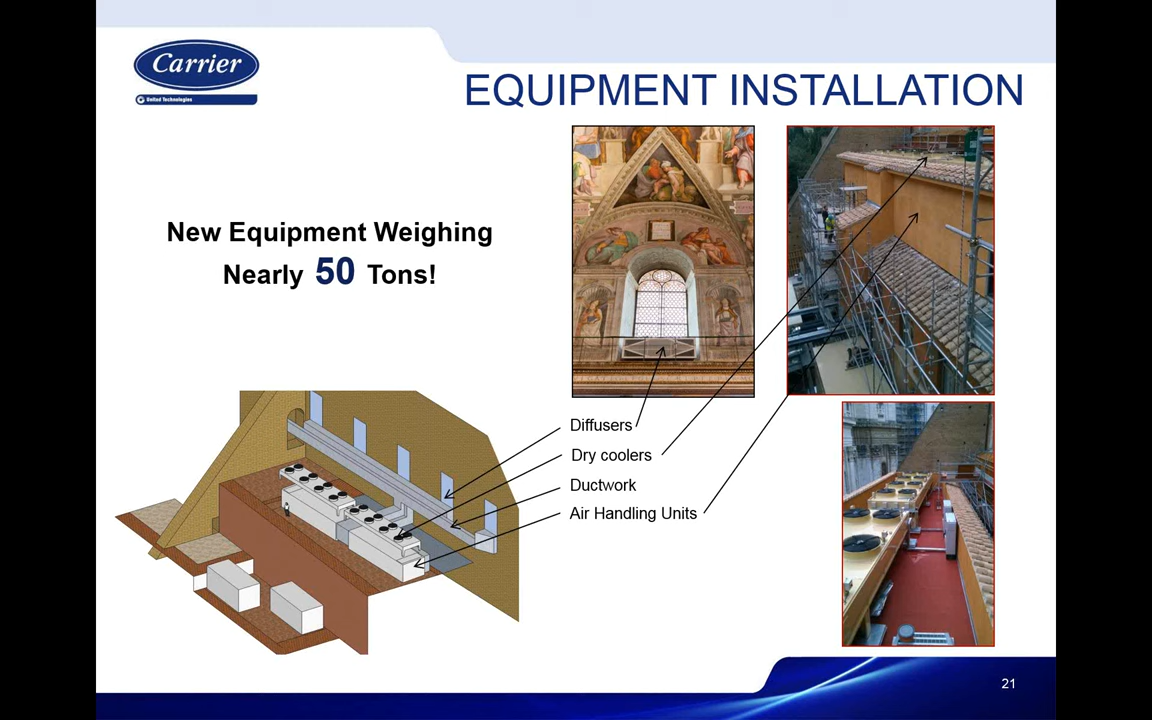 Carrier
United Technologies
EQUIPMENT INSTALLATION
New Equipment Weighing
Nearly 50 Tons!
Diffusers
Dry coolers
Ductwork
Air Handling Units
21